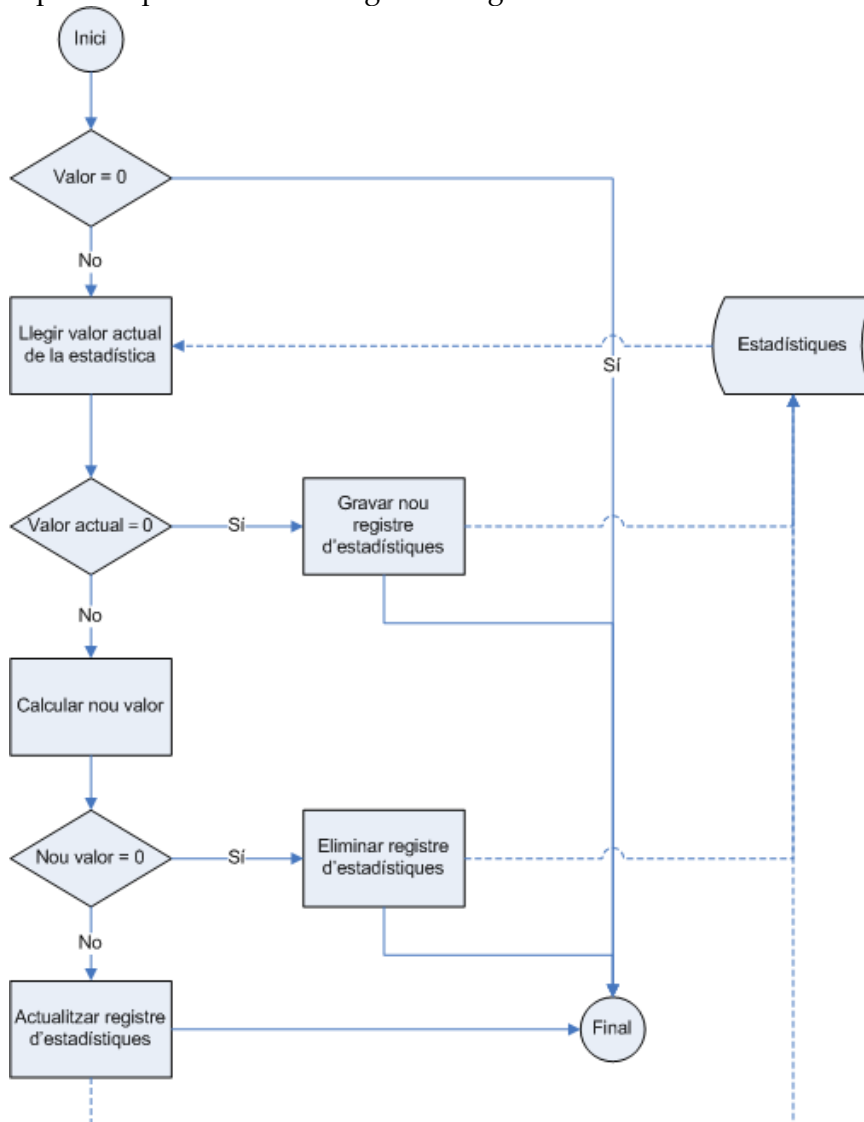 Inici
Valor = 0
No
Llegir valor actual
de la estadística
Estadístiques
Sí
Valor actual = 0
Sí
Gravar nou
registre
d'estadístiques
No
Calcular nou valor
Nou valor = 0
Sí
Eliminar registre
d'estadístiques
No
Actualitzar registre
d'estadístiques
Final